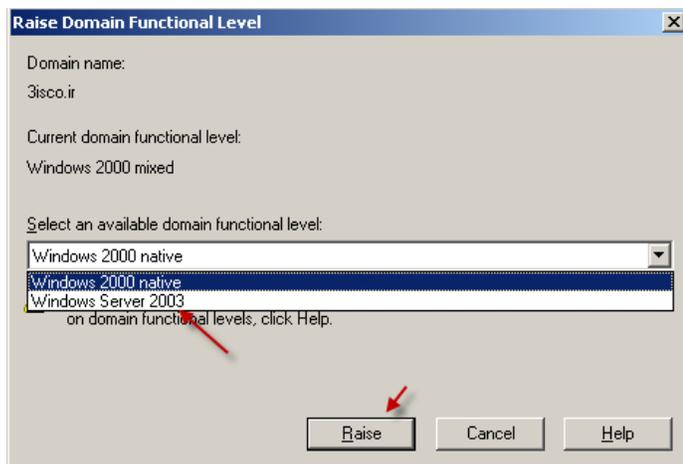 Raise Domain Functional Level
Domain name:
3isco.ir
Current domain functional level:
Windows 2000 mixed
Select an available domain functional level:
Windows 2000 native
Windows 2000 native
Windows Server 2003
on domain functional levels, click Help.
Raise
Cancel
Help